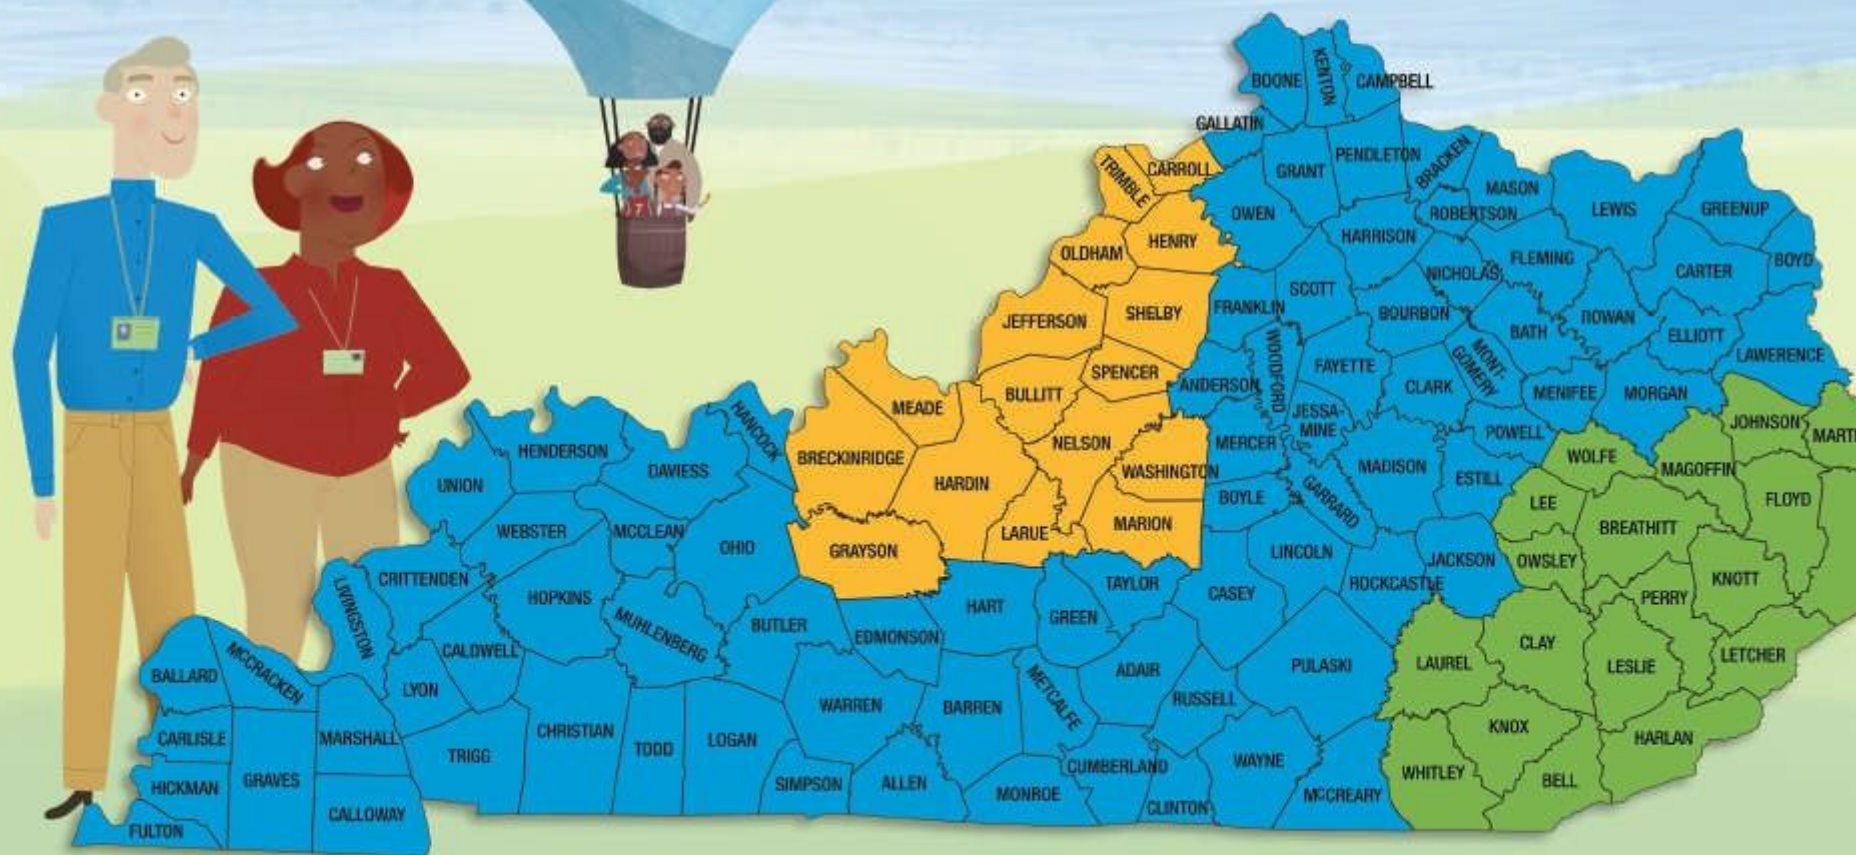 BOONE
KENTON
CAMPBELL
GALLATIN
GRANT
PENDLETON
BRACKEN
MASON
TRIMBLE
CARROLL
OWEN
ROBERTSON
LEWIS
GREENUP
HENRY
HARRISON
OLDHAM
FLEMING
BOYD
NICHOLAS
CARTER
SCOTT
FRANKLIN
SHELBY
BOURBON
ROWAN
JEFFERSON
BATH
ELLIOTT
WOODFORD
LAWERENCE
FAYETTE
MONT-
GOMERY
SPENCER
ANDERSON
CLARK
MENIFEE
MORGAN
BULLITT
MEADE
JESSA-
MINE
JOHNSON
HANCOCK
POWELL
MARTI
NELSON
MERCER
HENDERSON
BRECKINRIDGE
WOLFE
DAVIESS
WASHINGTON
MADISON
MAGOFFIN
UNION
HARDIN
ESTILL
BOYLE
GARRARD
LEE
FLOYD
MARION
BREATHITT
WEBSTER
MCCLEAN
LARUE
OHIO
GRAYSON
LINCOLN
JACKSON
OWSLEY
CRITTENDEN
TAYLOR
ROCKCASTLE
KNOTT
HOPKINS
CASEY
PERRY
LIVINGSTON
HART
GREEN
MUHLENBERG
BUTLER
EDMONSON
CLAY
CALDWELL
LETCHER
PULASKI
LAUREL
LESLIE
MCCRACKEN
BALLARD
ADAIR
LYON
METCALFE
RUSSELL
WARREN
BARREN
KNOX
CHRISTIAN
CARLISLE
MARSHALL
LOGAN
HARLAN
TODD
TRIGG
WAYNE
CUMBERLAND
WHITLEY
GRAVES
BELL
SIMPSON
ALLEN
HICKMAN
MONROE
MCCREARY
CLINTON
CALLOWAY
FULTON